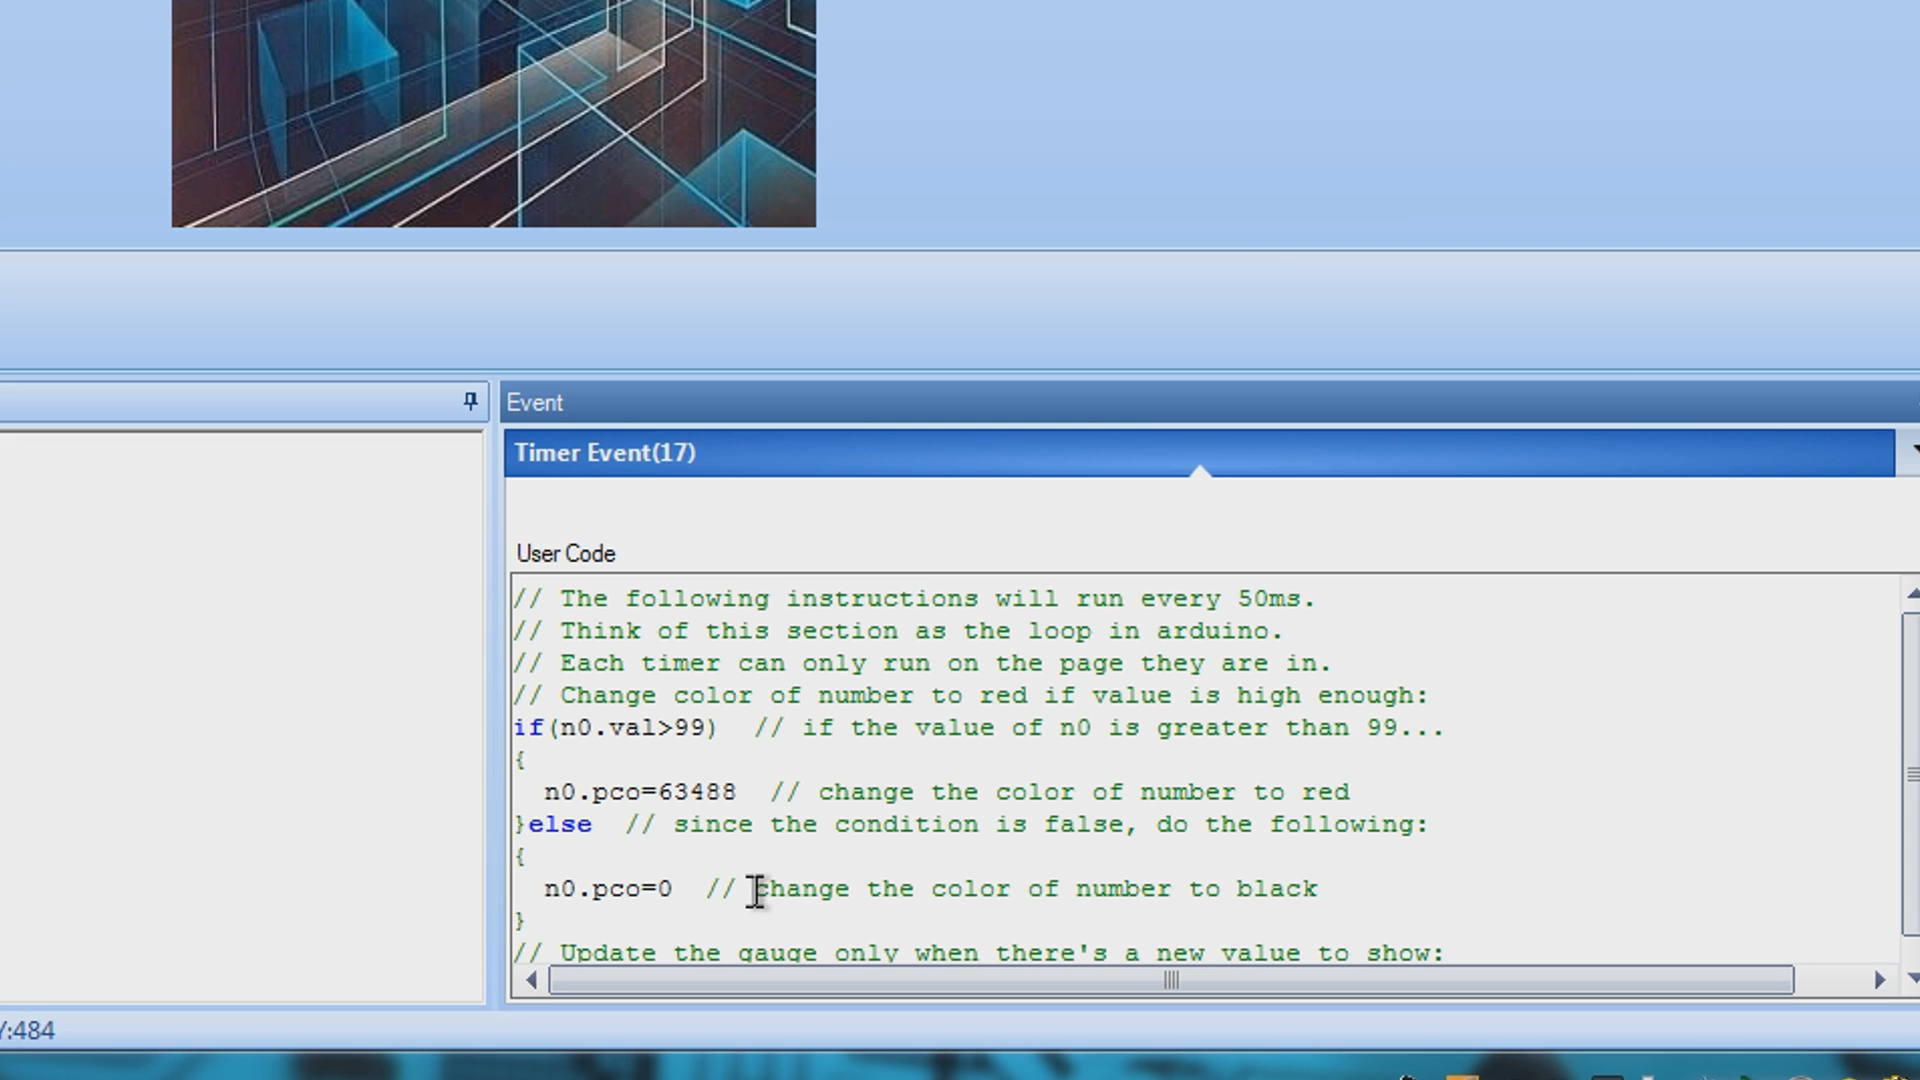 Event
Timer Event(17)
User Code
// The following instructions will run every 50ms.
// Think of this section as the loop in arduino.
// Each timer can only run on the page they are in.
// Change color of number to red if value is high enough:
if(n0.val>99)  // if the value of n0 is greater than 99...
{
  n0.pco=63488  // change the color of number to red
}else  // since the condition is false, do the following:
{
  n0.pco=0  // change the color of number to black
}
// Update the gauge only when there's a new value to show:
Y:484